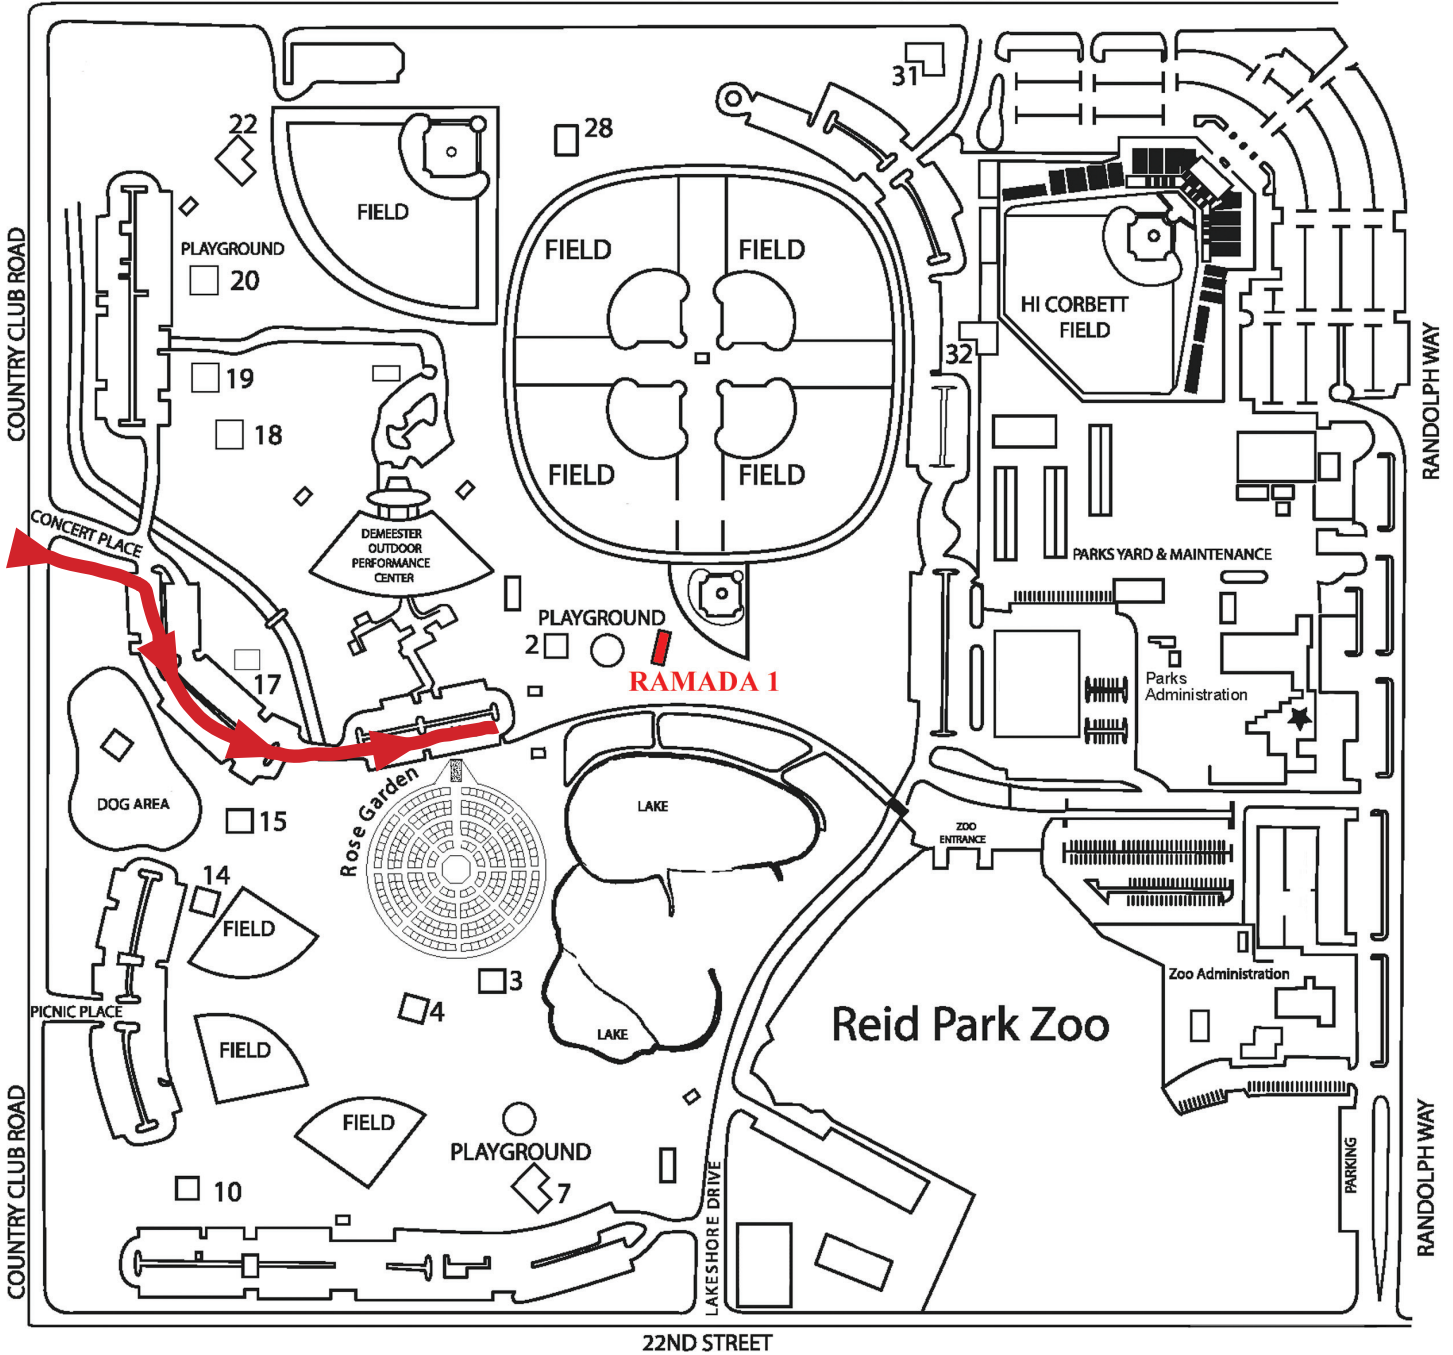 31
22
28
FIELD
PLAYGROUND
20
FIELD
FIELD
HI CORBETT
FIELD
32
19
18
FIELD
FIELD
COUNTRY CLUB ROAD
RANDOLPH WAY
CONCERT PLACE
DEMEESTER
OUTDOOR
PERFORMANCE
CENTER
PARKS YARD & MAINTENANCE
PLAYGROUND
2
RAMADA 1
17
Parks
Administration
DOG AREA
15
Rose Garden
LAKE
ZOO
ENTRANCE
14
FIELD
3
4
PICNIC PLACE
LAKE
Reid Park Zoo
Zoo Administration
FIELD
FIELD
PLAYGROUND
7
10
COUNTRY CLUB ROAD
LAKESHORE DRIVE
PARKING
RANDOLPH WAY
22ND STREET